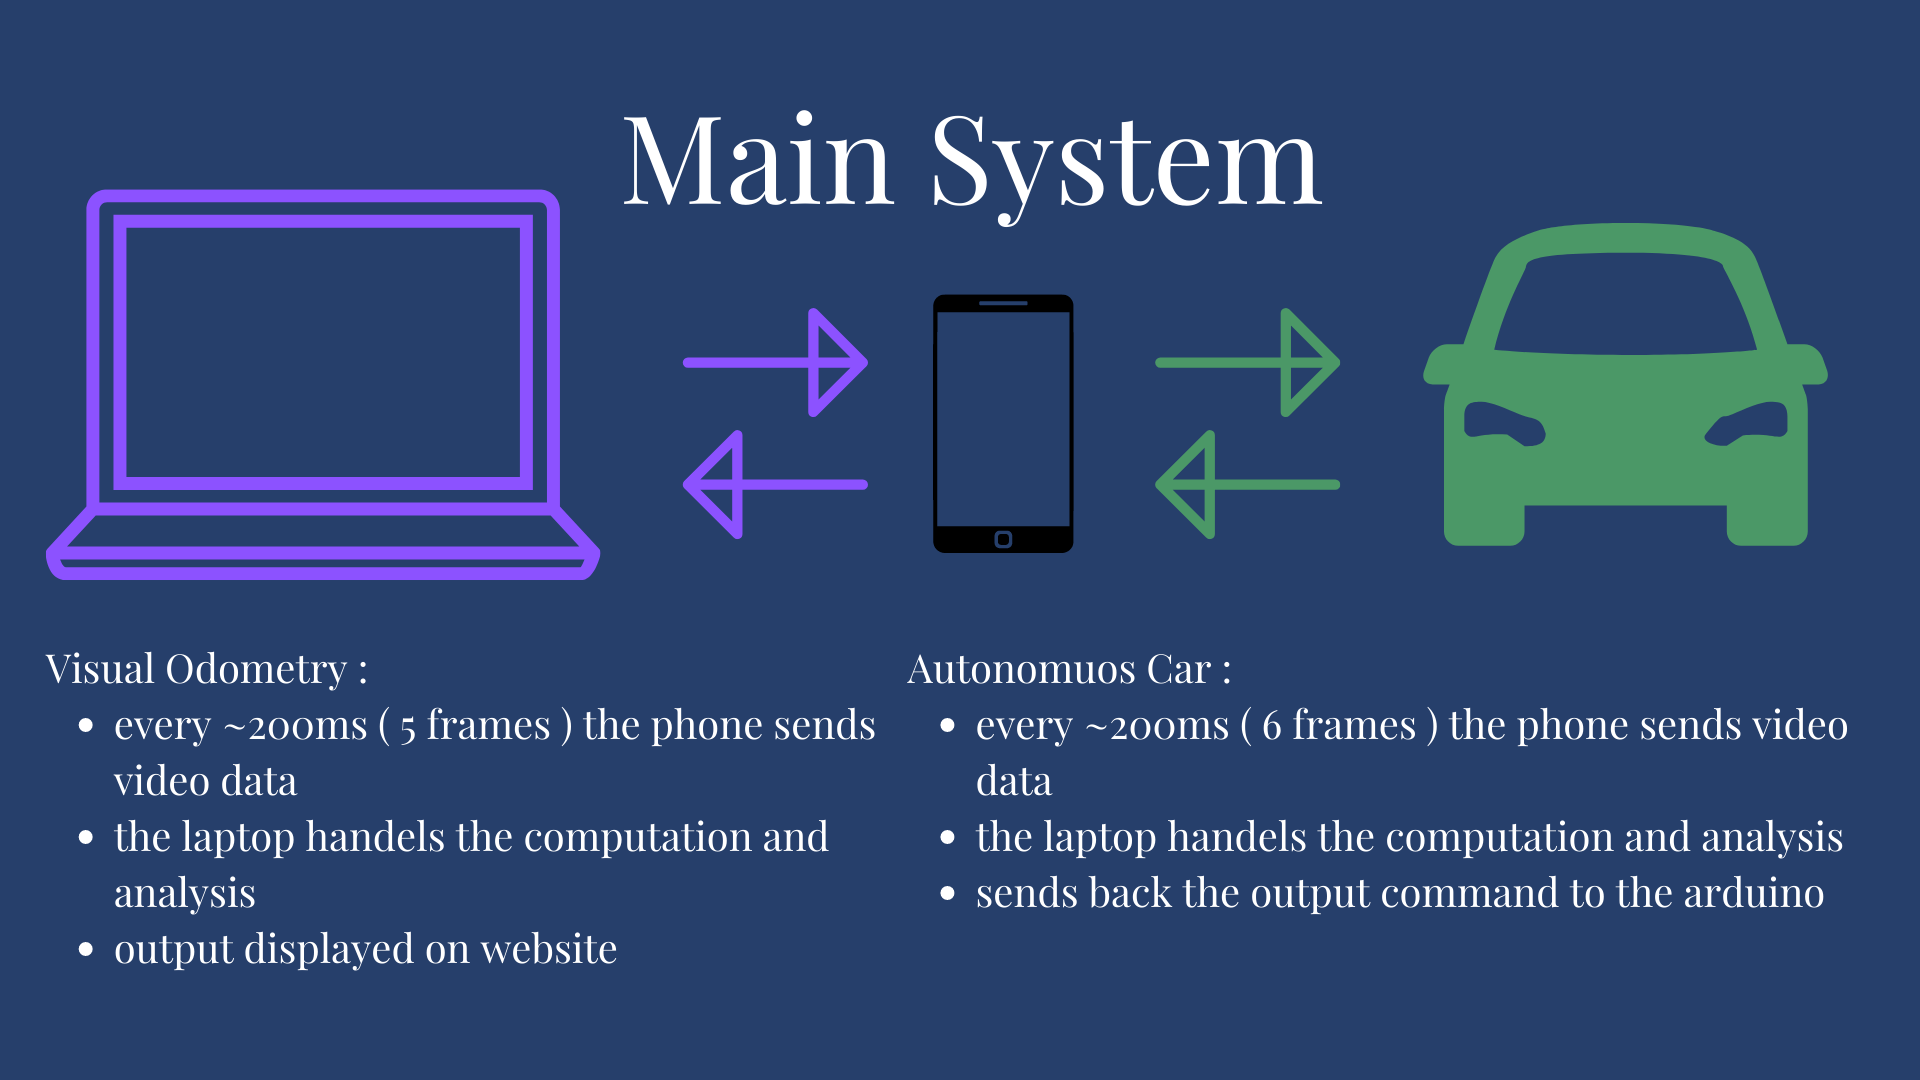 Main System
Visual Odometry :
• every ~200ms ( 5 frames ) the phone sends
video data
• the laptop handels the computation and
analysis
• output displayed on website
Autonomuos Car :
• every ~200ms ( 6 frames ) the phone sends video
data
• the laptop handels the computation and analysis
• sends back the output command to the arduino